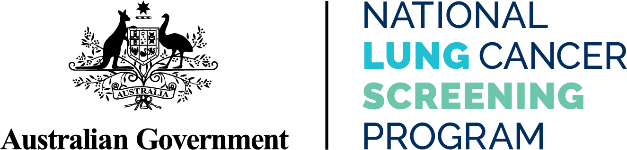 AUSTRALIA
Australian Government
NATIONAL
LUNG CANCER
SCREENING
PROGRAM